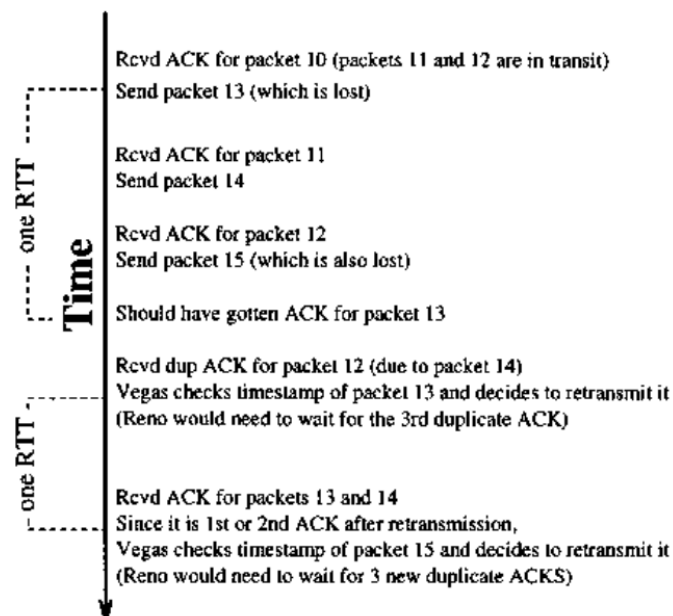 Rcvd ACK for packet 10 (packets 11 and 12 are in transit)
Send packet 13 (which is lost)
Rcvd ACK for packet 11
Send packet 14
Rcvd ACK for packet 12
Send packet 15 (which is also lost)
Should have gotten ACK for packet 13
Rcvd dup ACK for packet 12 (due to packet 14)
Vegas checks timestamp of packet 13 and decides to retransmit it
(Reno would need to wait for the 3rd duplicate ACK)
Rcvd ACK for packets 13 and 14
Since it is 1st or 2nd ACK after retransmission,
Vegas checks timestamp of packet 15 and decides to retransmit it
(Reno would need to wait for 3 new duplicate ACKS)
one RTT
Time
one RTT